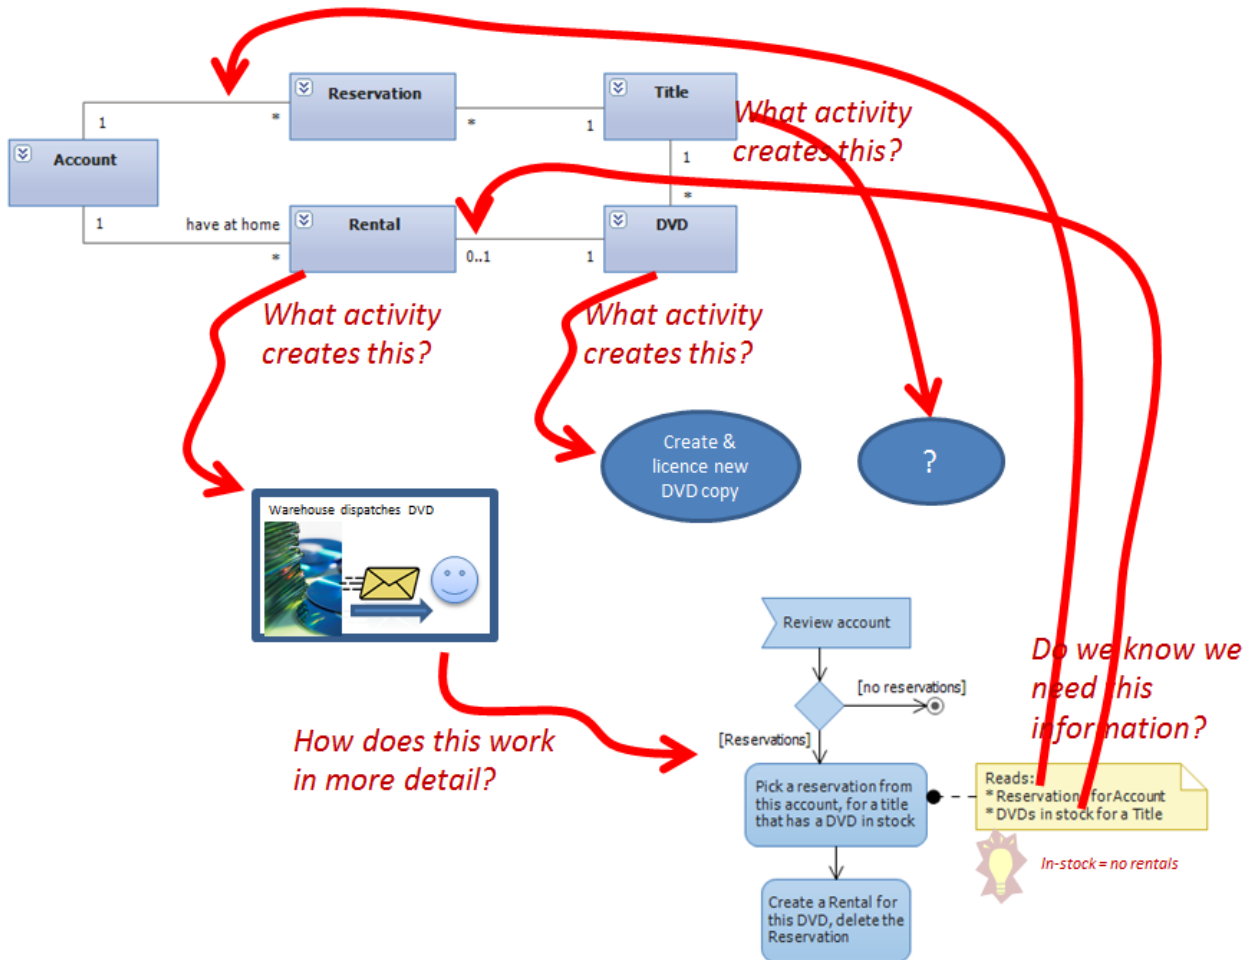 Reservation
Title
What activity
creates this?
1
*
*
1
Account
1
*
1
have at home
*
Rental
0..1
1
DVD
What activity
creates this?
What activity
creates this?
Create &
licence new
DVD copy
?
Warehouse dispatches DVD
Review account
[no reservations]
[Reservations]
Do we know we
need this
information?
How does this work
in more detail?
Pick a reservation from
this account, for a title
that has a DVD in stock
Reads:
* Reservations for Account
* DVDs in stock for a Title
In-stock = no rentals
Create a Rental for
this DVD, delete the
Reservation